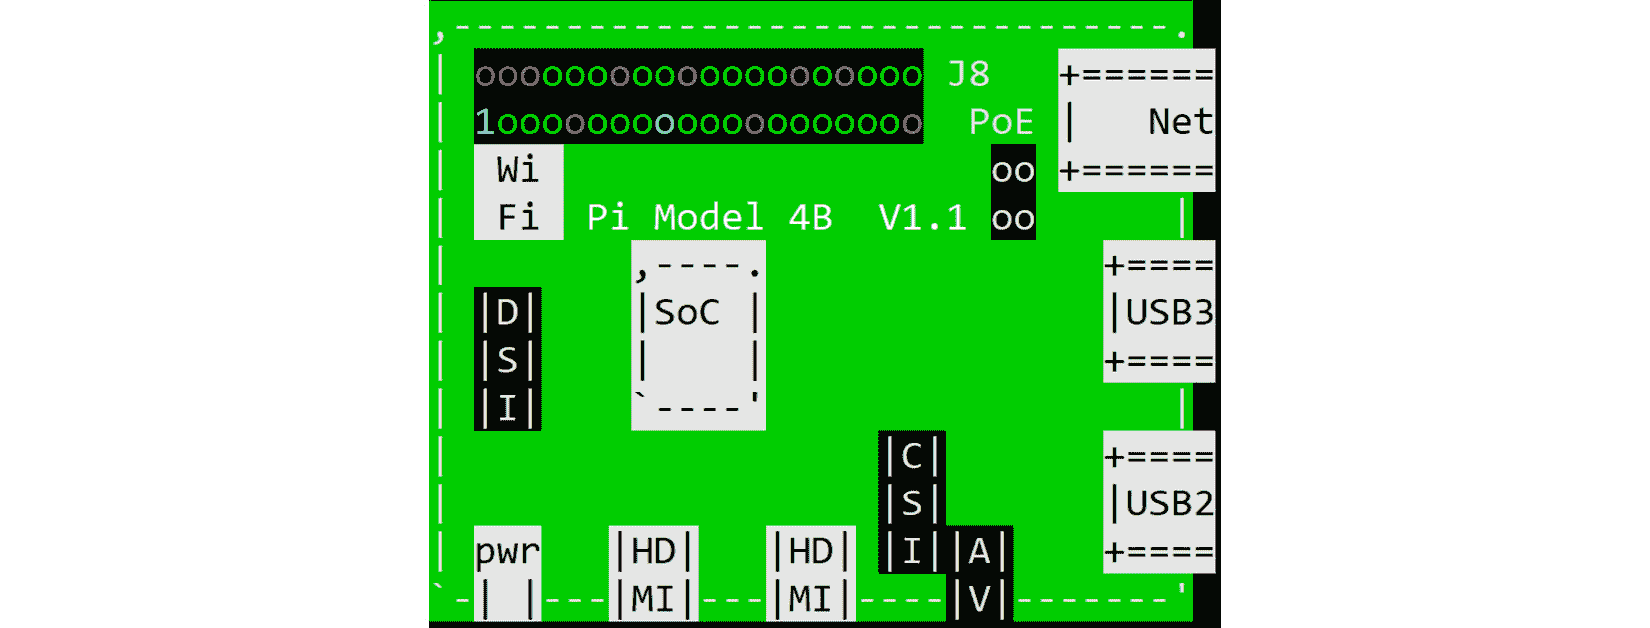 ,--------------------------------.
| oooooooooooooooooooo J8   +======
| 1ooooooooooooooooooo  PoE |   Net
|  Wi                    oo +======
|  Fi  Pi Model 4B  V1.1 oo      |
|        ,----.               +====
| |D|    |SoC |               |USB3
| |S|    |    |               +====
| |I|    `----'                  |
|                   |C|       +====
|                   |S|       |USB2
| pwr   |HD|   |HD| |I||A|    +====
`-| |---|MI|---|MI|----|V|-------'